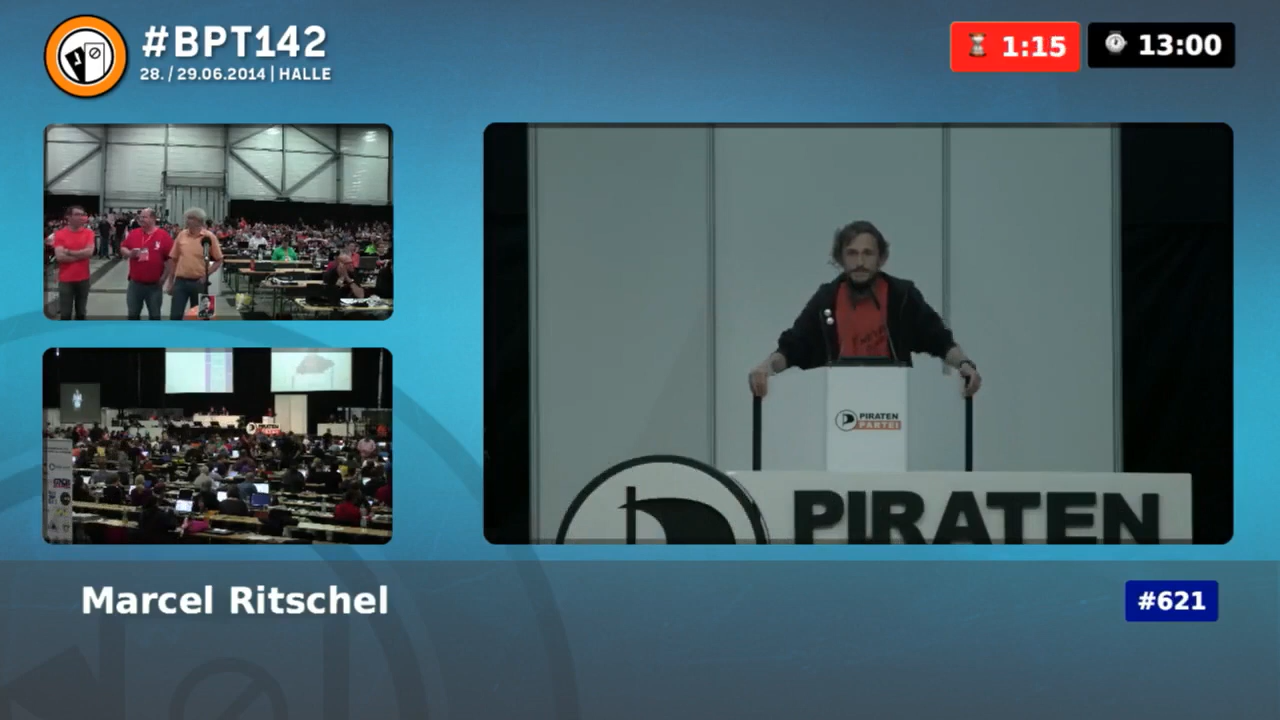 #BPT142
28. / 29.06.2014 | HALLE
1:15
13:00
PIRATEN
PARTEI
PIRATEN
Marcel Ritschel
#621